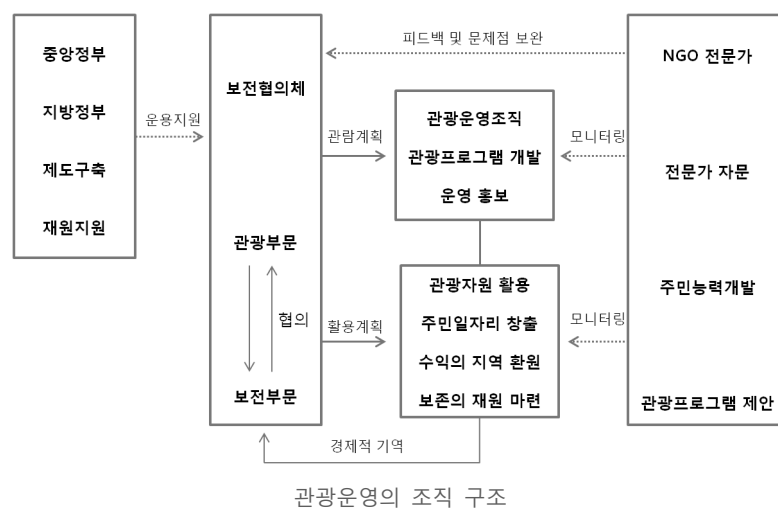 중앙정부
지방정부
제도구축
재원지원
운용지원
보전협의체
관광부문
협의
보전부문
피드백 및 문제점 보완
관람계획
활용계획
관광운영조직
관광프로그램 개발
운영 홍보
관광자원 활용
주민일자리 창출
수익의 지역 환원
보존의 재원 마련
경제적 기역
모니터링
모니터링
NGO 전문가
전문가 자문
주민능력개발
관광프로그램 제안
관광운영의 조직 구조